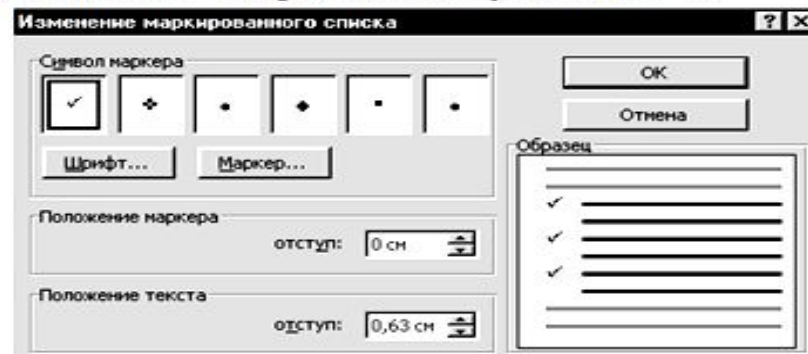 Изменение маркированного списка
Символ маркера
ОК
Отмена
Шрифт...
Маркер...
Образец
Положение маркера
отступ: 0 см
Положение текста
отступ: 0,63 см